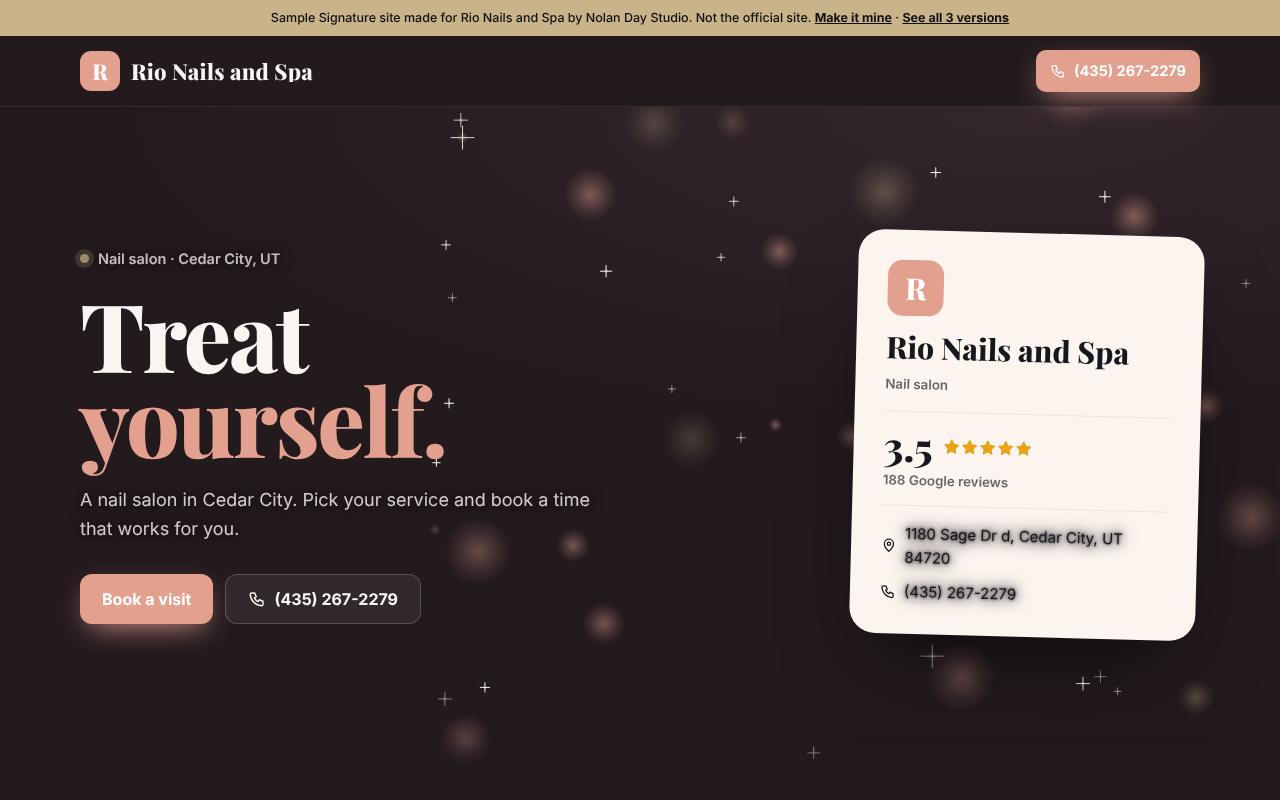 Sample Signature site made for Rio Nails and Spa by Nolan Day Studio. Not the official site. Make it mine · See all 3 versions
R Rio Nails and Spa
(435) 267-2279
Nail salon · Cedar City, UT
Treat
yourself.
A nail salon in Cedar City. Pick your service and book a time
that works for you.
Book a visit
(435) 267-2279
R
Rio Nails and Spa
Nail salon
3.5
188 Google reviews
1180 Sage Dr d, Cedar City, UT
84720
(435) 267-2279